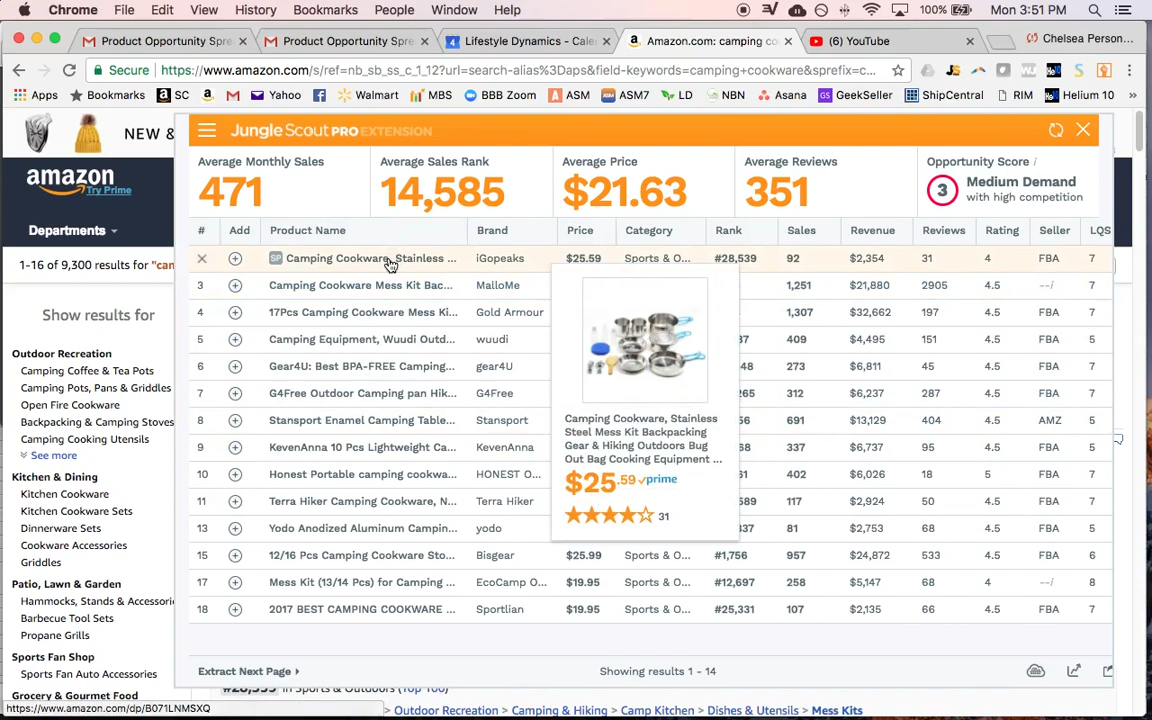 Chrome File Edit View History Bookmarks People Window Help 100% Mon 3:51 PM
Product Opportunity Spre × Product Opportunity Spre × Lifestyle Dynamics - Cale × Amazon.com: camping co × (6) YouTube × Chelsea Person...
Secure https://www.amazon.com/s/ref=nb_sb_ss_c_1_12?url=search-alias%3Daps&field-keywords=camping+cookware&sprefix=c...
Apps Bookmarks SC Yahoo Walmart MBS BBB Zoom ASM ASM7 LD NBN Asana GeekSeller ShipCentral RIM Helium 10 »
NEW &
amazon
Try Prime
Departments
1-16 of 9,300 results for "can
Show results for
Outdoor Recreation
Camping Coffee & Tea Pots
Camping Pots, Pans & Griddles
Open Fire Cookware
Backpacking & Camping Stoves
Camping Cooking Utensils
See more
Kitchen & Dining
Kitchen Cookware
Kitchen Cookware Sets
Dinnerware Sets
Cookware Accessories
Griddles
Patio, Lawn & Garden
Hammocks, Stands & Accessori
Barbecue Tool Sets
Propane Grills
Sports Fan Shop
Sports Fan Auto Accessories
Grocery & Gourmet Food
https://www.amazon.com/dp/B071LNMSXQ
JUNGLE SCOUT PRO EXTENSION
Average Monthly Sales Average Sales Rank Average Price Average Reviews Opportunity Score /
471 14,585 $21.63 351 3 Medium Demand
with high competition
# Add Product Name Brand Price Category Rank Sales Revenue Reviews Rating Seller LQS
SP Camping Cookware, Stainless ... iGopeaks $25.59 Sports & O... #28,539 92 $2,354 31 4 FBA 7
3 Camping Cookware Mess Kit Bac... MalloMe 1,251 $21,880 2905 4.5 --/ 7
4 17Pcs Camping Cookware Mess Ki... Gold Armour 1,307 $32,662 197 4.5 FBA 7
5 Camping Equipment, Wuudi Outd... wuudi 37 409 $4,495 151 4.5 FBA 5
6 Gear4U: Best BPA-FREE Camping... gear4U 48 273 $6,811 45 4.5 FBA 7
7 G4Free Outdoor Camping pan Hik... G4Free 265 312 $6,237 287 4.5 FBA 7
8 Stansport Enamel Camping Table... Stansport 56 691 $13,129 404 4.5 AMZ 5
9 KevenAnna 10 Pcs Lightweight Ca... KevenAnna 68 337 $6,737 95 4.5 FBA 5
10 Honest Portable camping cookwa... HONEST O... 156 402 $6,026 18 5 FBA 7
11 Terra Hiker Camping Cookware, N... Terra Hiker 589 117 $2,924 50 4.5 FBA 7
13 Yodo Anodized Aluminum Campin... yodo 337 81 $2,753 68 4.5 FBA 5
15 12/16 Pcs Camping Cookware Sto... Bisgear $25.99 Sports & O... #1,756 957 $24,872 533 4.5 FBA 6
17 Mess Kit (13/14 Pcs) for Camping ... EcoCamp O... $19.95 Sports & O... #12,697 258 $5,147 68 4 --/ 8
18 2017 BEST CAMPING COOKWARE ... Sportlian $19.95 Sports & O... #25,331 107 $2,135 66 4.5 FBA 7
Camping Cookware, Stainless
Steel Mess Kit Backpacking
Gear & Hiking Outdoors Bug
Out Bag Cooking Equipment ...
$25.59 prime
31
Extract Next Page Showing results 1 - 14
#28,539 in Sports & Outdoors (Top 100)
> Outdoor Recreation > Camping & Hiking > Camp Kitchen > Dishes & Utensils > Mess Kits